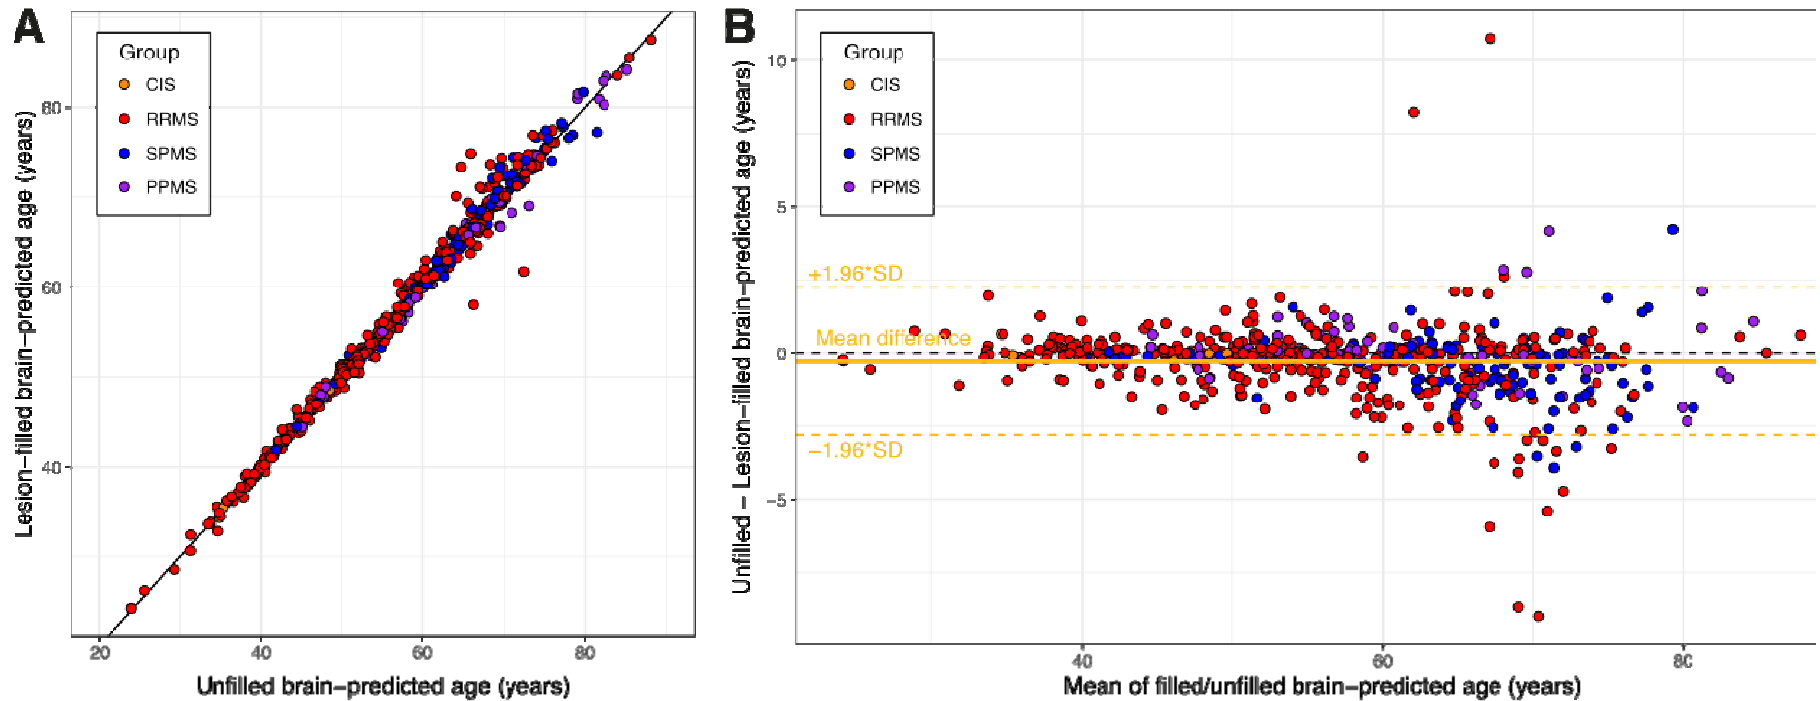 A
Group
CIS
RRMS
SPMS
PPMS
80
60
40
20
40
60
80
Lesion−filled brain−predicted age (years)
Unfilled brain−predicted age (years)
B
Group
CIS
RRMS
SPMS
PPMS
+1.96*SD
Mean difference
−1.96*SD
10
5
0
−5
40
60
80
Unfilled − Lesion−filled brain−predicted age (years)
Mean of filled/unfilled brain−predicted age (years)